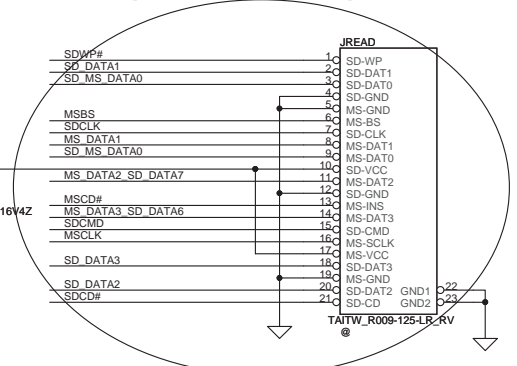 JREAD
SDWP# 1 SD-WP
SD_DATA1 2 SD-DAT1
SD_MS_DATA0 3 SD-DAT0
4 SD-GND
5 MS-GND
MSBS 6 MS-BS
SDCLK 7 SD-CLK
MS_DATA1 8 MS-DAT1
SD_MS_DATA0 9 MS-DAT0
10 SD-VCC
MS_DATA2_SD_DATA7 11 MS-DAT2
12 SD-GND
16V4Z MSCD# 13 MS-INS
MS_DATA3_SD_DATA6 14 MS-DAT3
SDCMD 15 SD-CMD
MSCLK 16 MS-SCLK
17 MS-VCC
SD_DATA3 18 SD-DAT3
19 MS-GND
SD_DATA2 20 SD-DAT2 GND1 22
SDCD# 21 SD-CD GND2 23
TAITW_R009-125-LR_RV
@